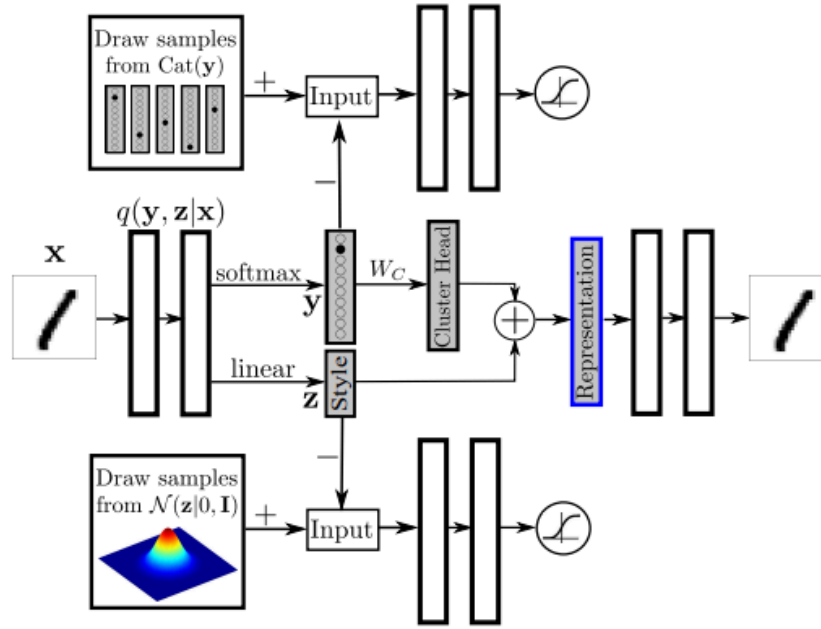 Draw samples
from Cat(y)
+
Input
−
q(y, z|x)
x
softmax
y
W_C
Cluster Head
+
Representation
linear
z
Style
−
Draw samples
from 𝒩(z|0, I)
+
Input